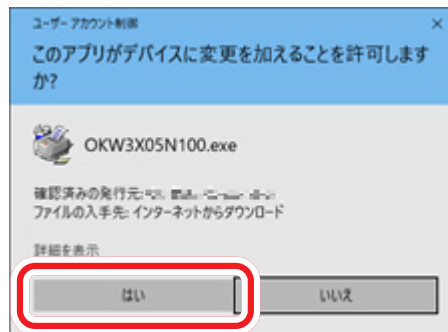 ユーザー アカウント制御
×
このアプリがデバイスに変更を加えることを許可します
か?
OKW3X05N100.exe
確認済みの発行元:
ファイルの入手先: インターネットからダウンロード
詳細を表示
はい
いいえ